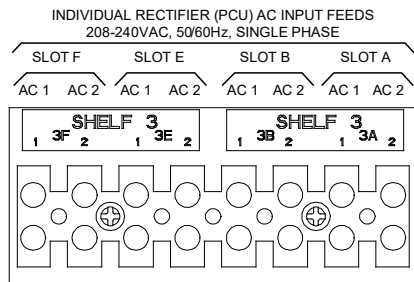 INDIVIDUAL RECTIFIER (PCU) AC INPUT FEEDS
208-240VAC, 50/60Hz, SINGLE PHASE
SLOT F SLOT E SLOT B SLOT A
AC 1 AC 2 AC 1 AC 2 AC 1 AC 2 AC 1 AC 2
SHELF 3 SHELF 3
1 3F 2 1 3E 2 1 3B 2 1 3A 2